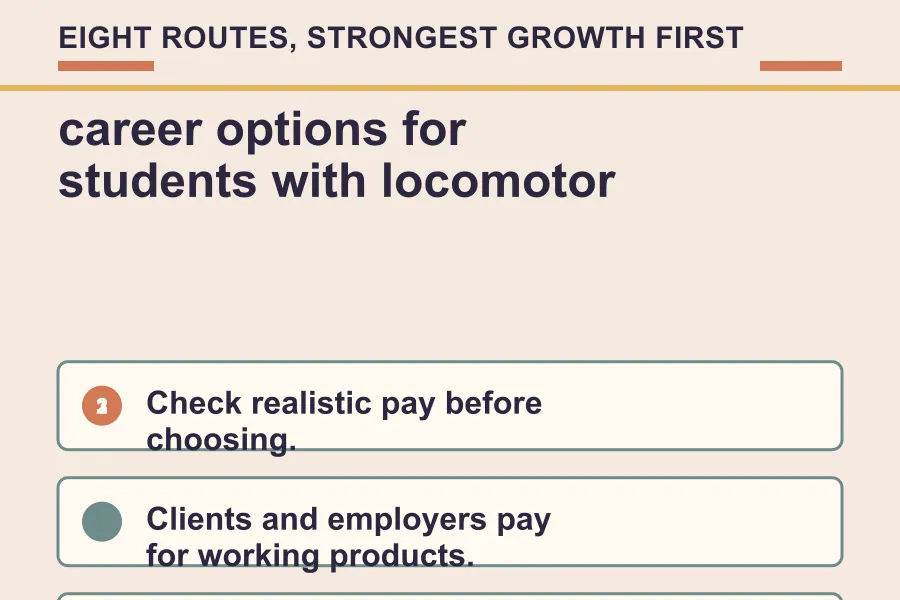 EIGHT ROUTES, STRONGEST GROWTH FIRST
career options for
students with locomotor
Check realistic pay before
choosing.
Clients and employers pay
for working products.